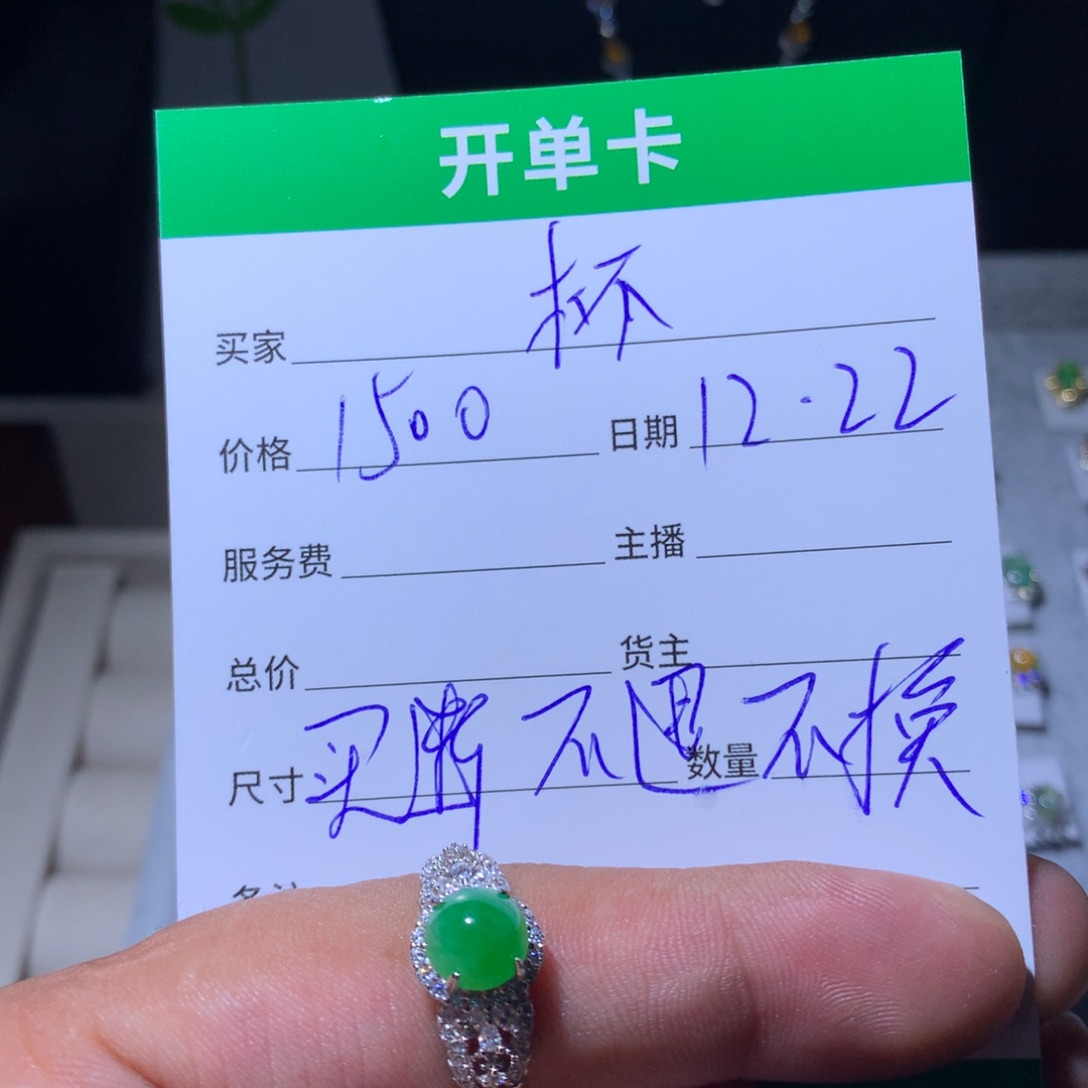 开单卡
买家 杯
价格 1500 日期 12.22
服务费 主播
总价 货主
买断 不退 不换
尺寸 数量